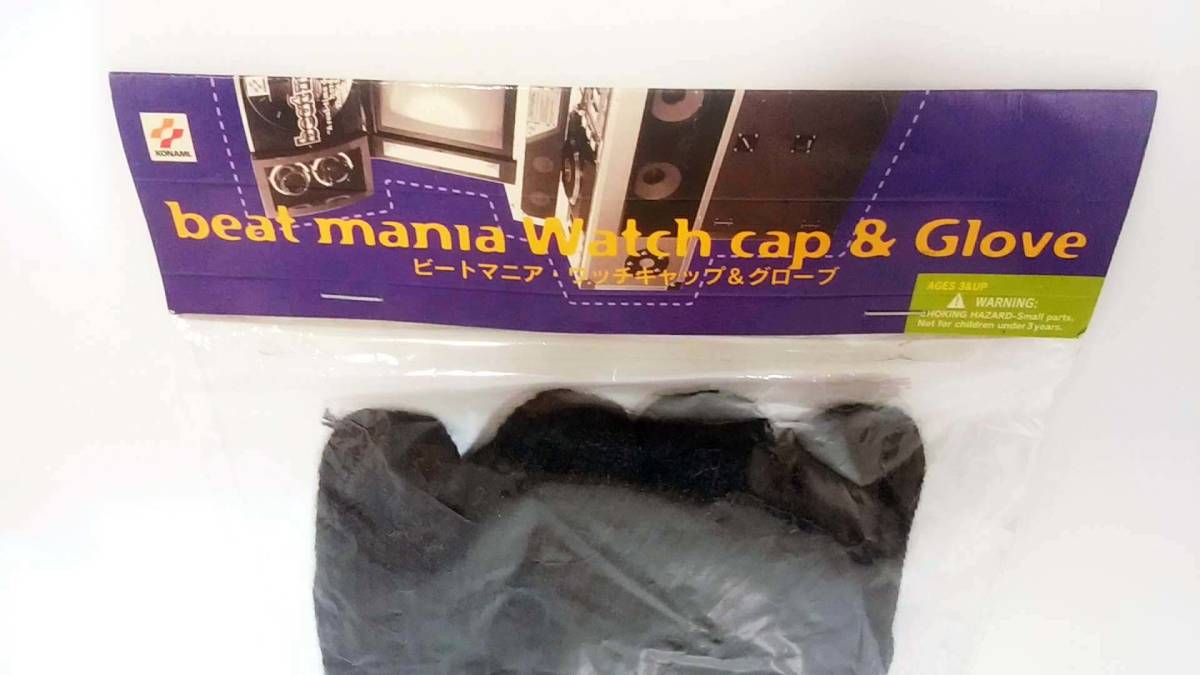 KONAMI
beat mania Watch cap & Glove
ビートマニア・ワッチキャップ&グローブ
AGES 3&UP
WARNING:
CHOKING HAZARD-Small parts.
Not for children under 3 years.